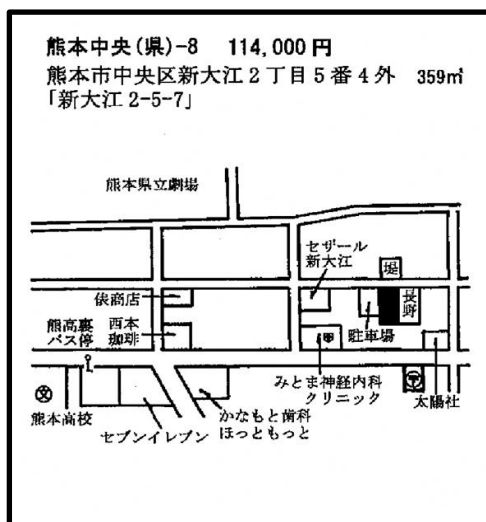 熊本中央(県)-8 114,000円
熊本市中央区新大江2丁目5番4外 359㎡
「新大江2-5-7」
熊本県立劇場
セザール
新大江
堤
俵商店
長野
熊高裏
バス停
西本
珈琲
駐車場
みとま神経内科
クリニック
太陽社
熊本高校
セブンイレブン
かなもと歯科
ほっともっと